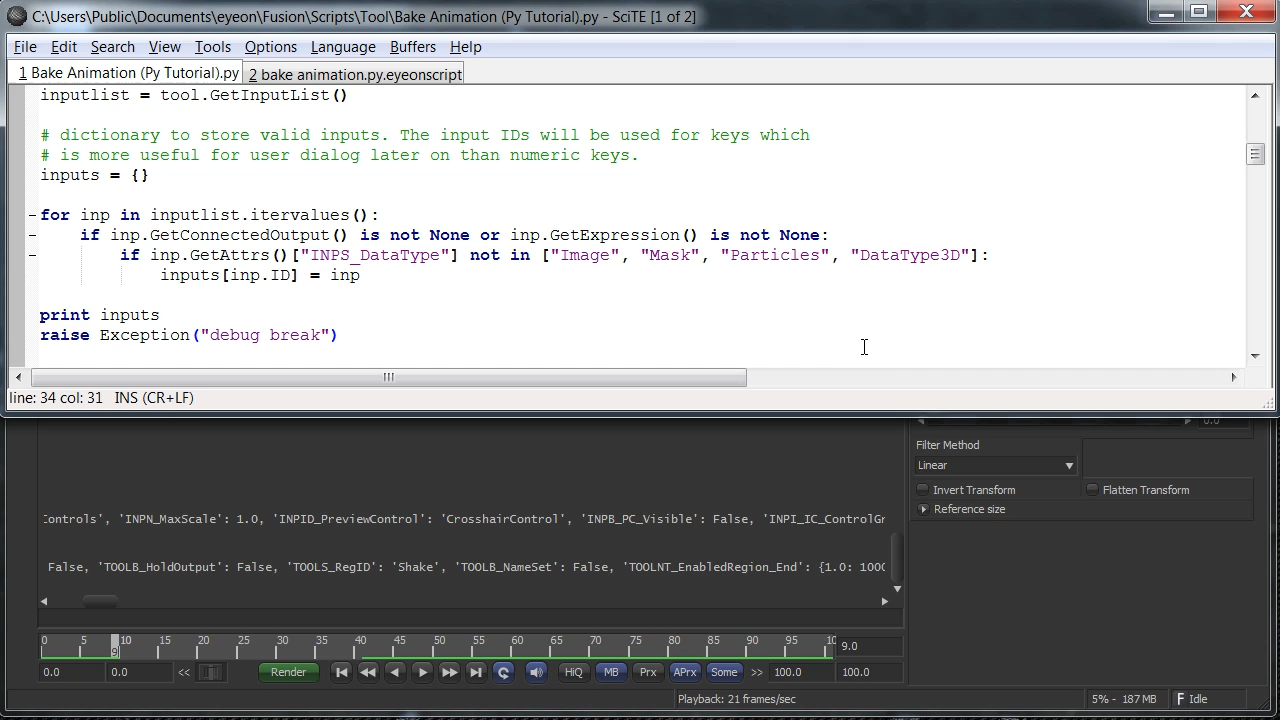 C:\Users\Public\Documents\eyeon\Fusion\Scripts\Tool\Bake Animation (Py Tutorial).py - SciTE [1 of 2]
File Edit Search View Tools Options Language Buffers Help
1 Bake Animation (Py Tutorial).py 2 bake animation.py.eyeonscript
inputlist = tool.GetInputList()
# dictionary to store valid inputs. The input IDs will be used for keys which
# is more useful for user dialog later on than numeric keys.
inputs = {}
for inp in inputlist.itervalues():
if inp.GetConnectedOutput() is not None or inp.GetExpression() is not None:
if inp.GetAttrs()["INPS_DataType"] not in ["Image", "Mask", "Particles", "DataType3D"]:
inputs[inp.ID] = inp
print inputs
raise Exception("debug break")
line: 34 col: 31 INS (CR+LF)
0.0
Filter Method
Linear
Invert Transform Flatten Transform
Reference size
Controls', 'INPN_MaxScale': 1.0, 'INPID_PreviewControl': 'CrosshairControl', 'INPB_PC_Visible': False, 'INPI_IC_ControlGr
False, 'TOOLB_HoldOutput': False, 'TOOLS_RegID': 'Shake', 'TOOLB_NameSet': False, 'TOOLNT_EnabledRegion_End': {1.0: 1000
0 5 10 15 20 25 30 35 40 45 50 55 60 65 70 75 80 85 90 95 10
9 9.0
0.0 0.0 << Render HiQ MB Prx APrx Some >> 100.0 100.0
Playback: 21 frames/sec 5% - 187 MB F Idle